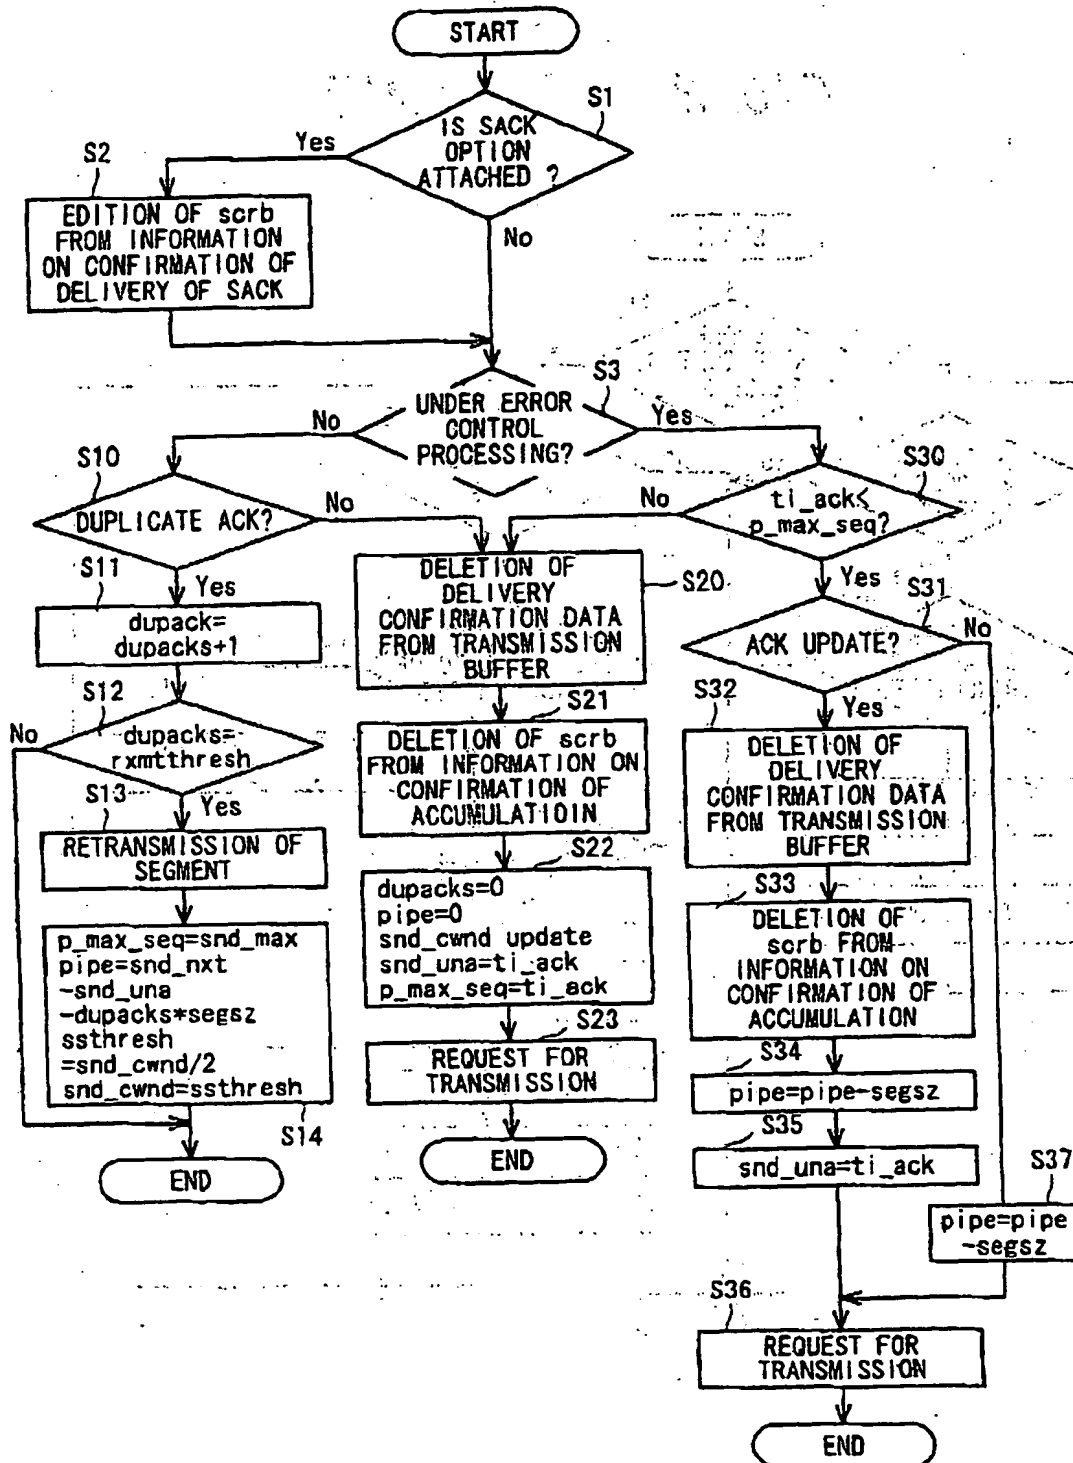 START
S1
IS SACK
OPTION
ATTACHED ?
Yes
S2
No
EDITION OF scrb
FROM INFORMATION
ON CONFIRMATION OF
DELIVERY OF SACK
S3
UNDER ERROR
CONTROL
PROCESSING?
No
Yes
S10
DUPLICATE ACK?
No
S30
ti_ack<
p_max_seq?
No
S11
Yes
dupack=
dupacks+1
DELETION OF
DELIVERY
CONFIRMATION DATA
FROM TRANSMISSION
BUFFER
S20
Yes
S31
ACK UPDATE?
No
S12
No
dupacks=
rxmtthresh
S21
DELETION OF scrb
FROM INFORMATION ON
CONFIRMATION OF
ACCUMULATIOIN
S32
Yes
DELETION OF
DELIVERY
CONFIRMATION DATA
FROM TRANSMISSION
BUFFER
S13
Yes
RETRANSMISSION OF
SEGMENT
S22
dupacks=0
pipe=0
snd_cwnd update
snd_una=ti_ack
p_max_seq=ti_ack
S33
DELETION OF
scrb FROM
INFORMATION ON
CONFIRMATION OF
ACCUMULATION
p_max_seq=snd_max
pipe=snd_nxt
-snd_una
-dupacks*segsz
ssthresh
=snd_cwnd/2
snd_cwnd=ssthresh
S14
S23
REQUEST FOR
TRANSMISSION
S34
pipe=pipe-segsz
S35
snd_una=ti_ack
S37
pipe=pipe
-segsz
END
END
S36
REQUEST FOR
TRANSMISSION
END